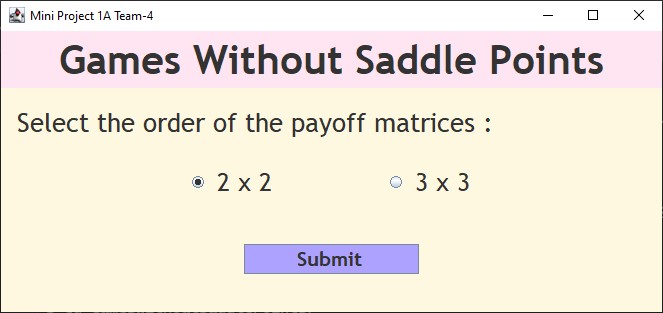 Mini Project 1A Team-4
Games Without Saddle Points
Select the order of the payoff matrices :
2 x 2 3 x 3
Submit